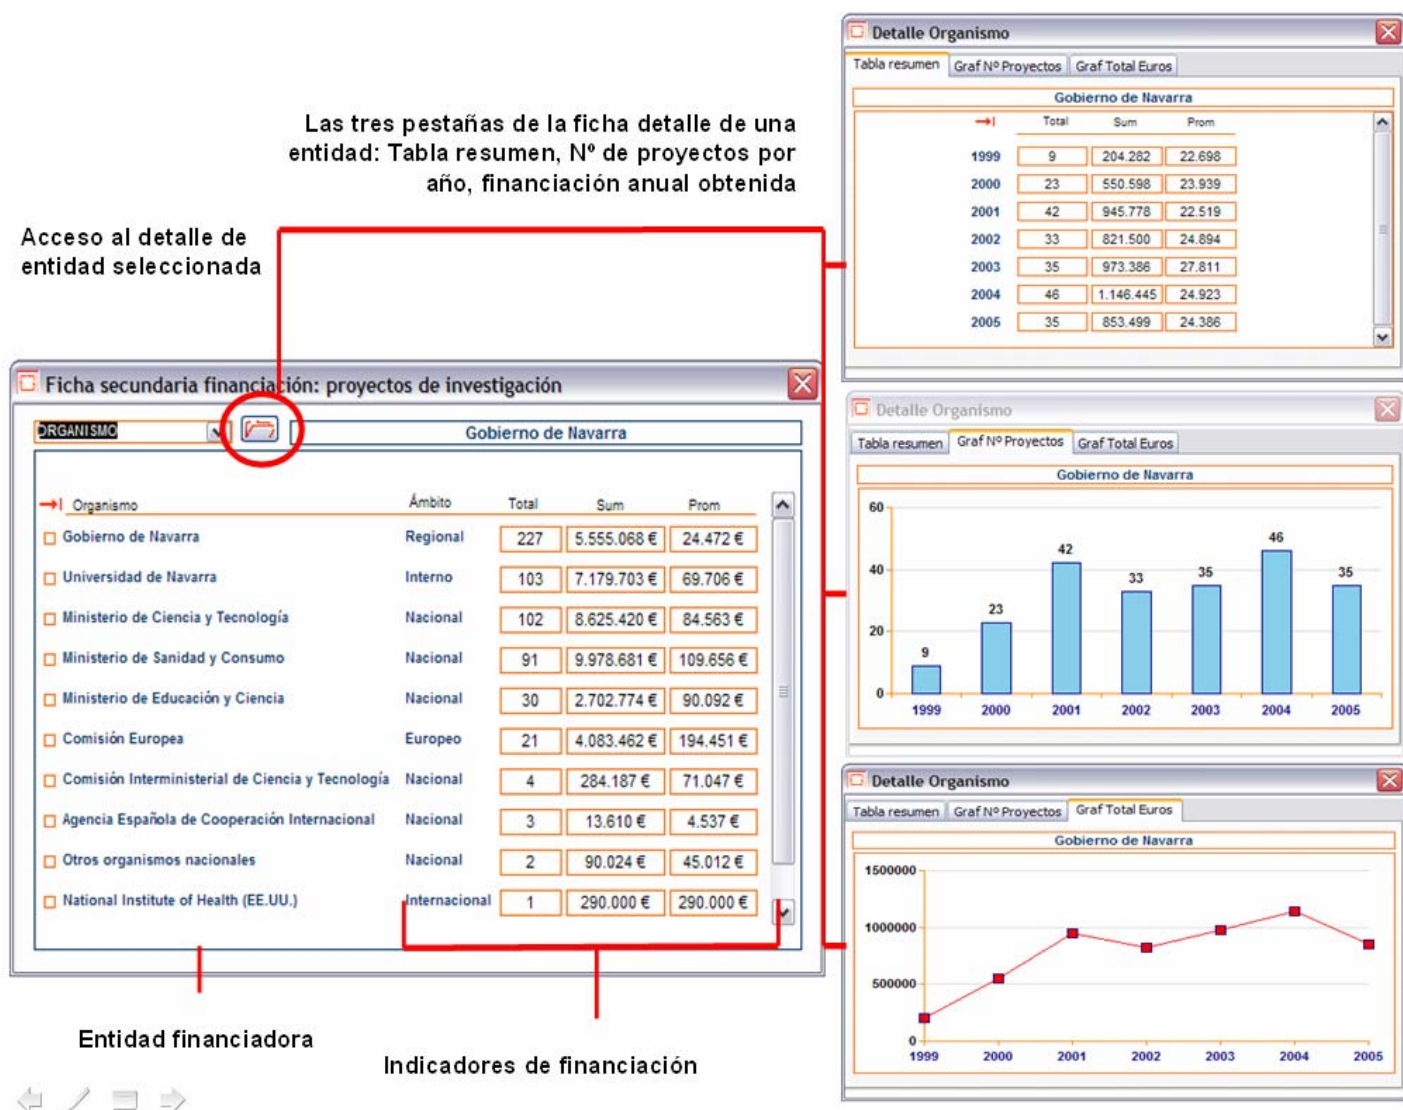 Las tres pestañas de la ficha detalle de una
entidad: Tabla resumen, Nº de proyectos por
año, financiación anual obtenida
Acceso al detalle de
entidad seleccionada
Ficha secundaria financiación: proyectos de investigación
ORGANISMO
Gobierno de Navarra
Organismo Ámbito Total Sum Prom
Gobierno de Navarra Regional 227 5.555.068 € 24.472 €
Universidad de Navarra Interno 103 7.179.703 € 69.706 €
Ministerio de Ciencia y Tecnología Nacional 102 8.625.420 € 84.563 €
Ministerio de Sanidad y Consumo Nacional 91 9.978.681 € 109.656 €
Ministerio de Educación y Ciencia Nacional 30 2.702.774 € 90.092 €
Comisión Europea Europeo 21 4.083.462 € 194.451 €
Comisión Interministerial de Ciencia y Tecnología Nacional 4 284.187 € 71.047 €
Agencia Española de Cooperación Internacional Nacional 3 13.610 € 4.537 €
Otros organismos nacionales Nacional 2 90.024 € 45.012 €
National Institute of Health (EE.UU.) Internacional 1 290.000 € 290.000 €
Entidad financiadora
Indicadores de financiación
Detalle Organismo
Tabla resumen Graf Nº Proyectos Graf Total Euros
Gobierno de Navarra
Total Sum Prom
1999 9 204.282 22.698
2000 23 550.598 23.939
2001 42 945.778 22.519
2002 33 821.500 24.894
2003 35 973.386 27.811
2004 46 1.146.445 24.923
2005 35 853.499 24.386
Detalle Organismo
Tabla resumen Graf Nº Proyectos Graf Total Euros
Gobierno de Navarra
60
40
20
0
9 23 42 33 35 46 35
1999 2000 2001 2002 2003 2004 2005
Detalle Organismo
Tabla resumen Graf Nº Proyectos Graf Total Euros
Gobierno de Navarra
1500000
1000000
500000
0
1999 2000 2001 2002 2003 2004 2005